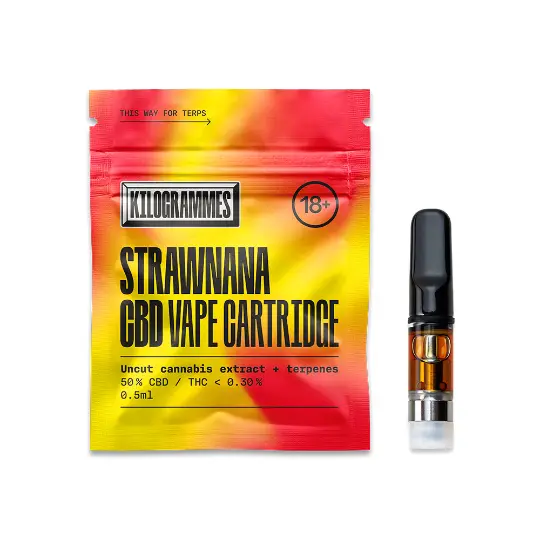 THIS WAY FOR TERPS
KILOGRAMMES
18+
STRAWNANA
CBD VAPE CARTRIDGE
Uncut cannabis extract + terpenes
50% CBD / THC < 0.30%
0.5ml